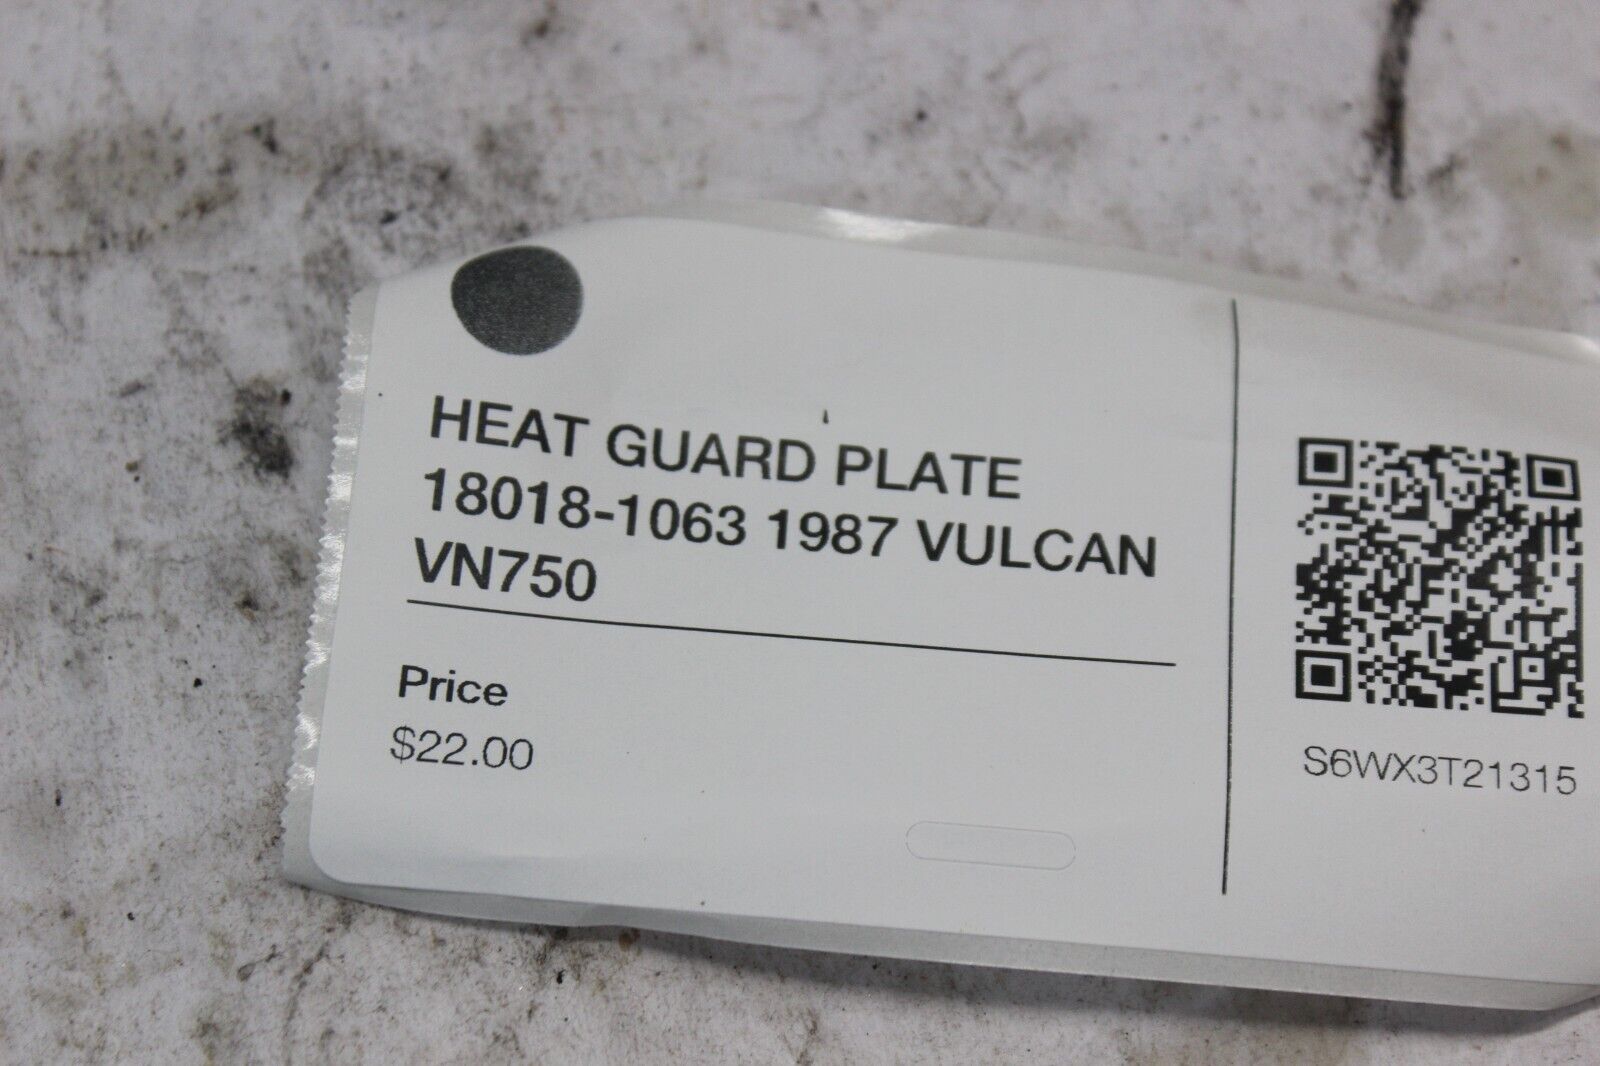 HEAT GUARD PLATE
18018-1063 1987 VULCAN
VN750
Price
$22.00
S6WX3T21315